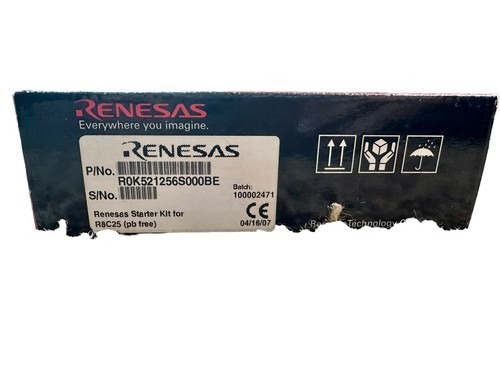 RENESAS
Everywhere you imagine.
RENESAS
P/No.
R0K521256S000BE
S/No.
Batch:
100002471
Renesas Starter Kit for
R8C25 (pb free)
CE
04/16/07
Technology